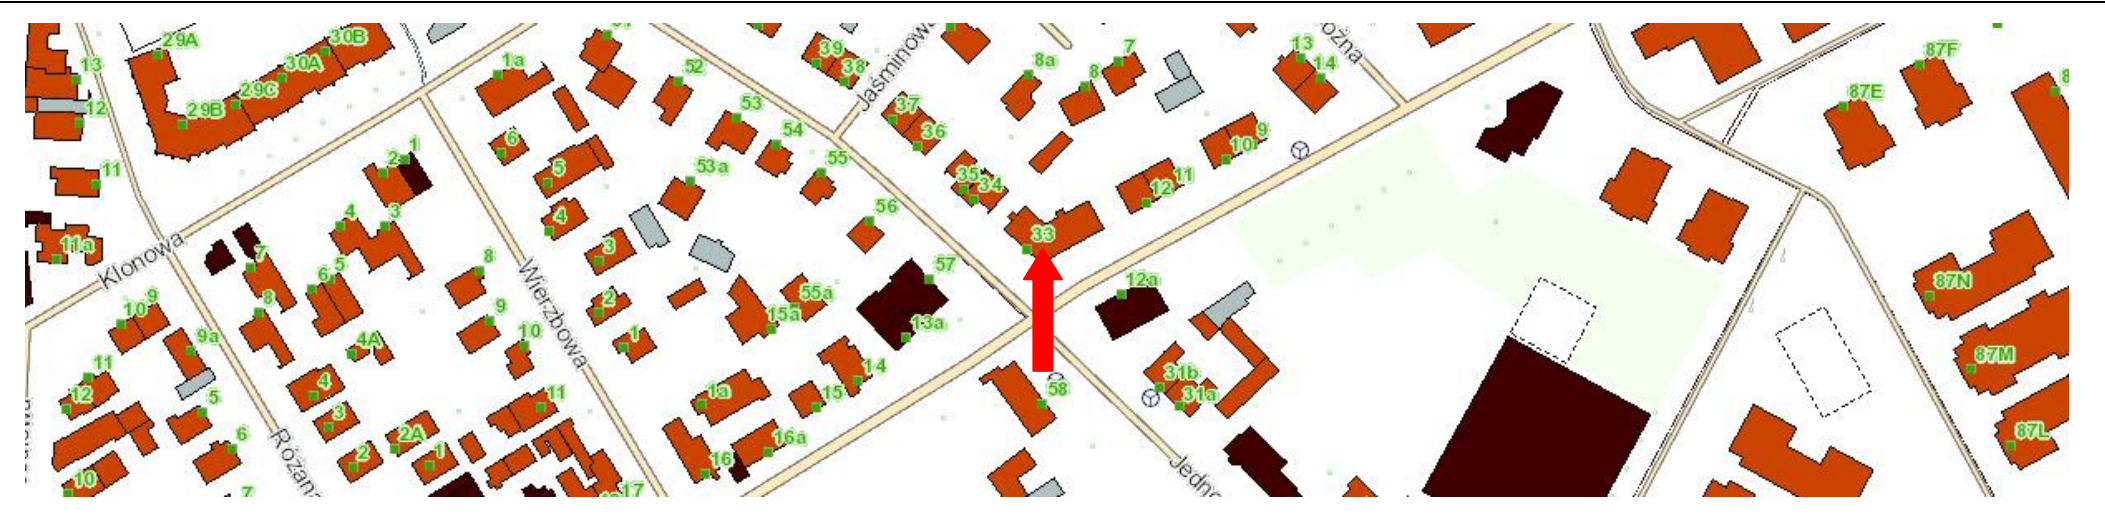 29A
30B
30A
29C
29B
13
12
11
11a
1a
52
39
38
Jaśminowa
8a
7
8
13
14
87F
87E
53
54
37
36
9
10
6
5
53a
55
35
34
11
12
1
2
4
3
4
56
33
3
Klonowa
7
6
5
8
Wierzbowa
57
12a
87N
10
9
8
9
2
15a
55a
13a
9a
4A
10
1
14
31b
31a
87M
11
12
4
5
3
11
1a
15
58
6
2A
2
1
16a
16
87L
10
Różana
7
17